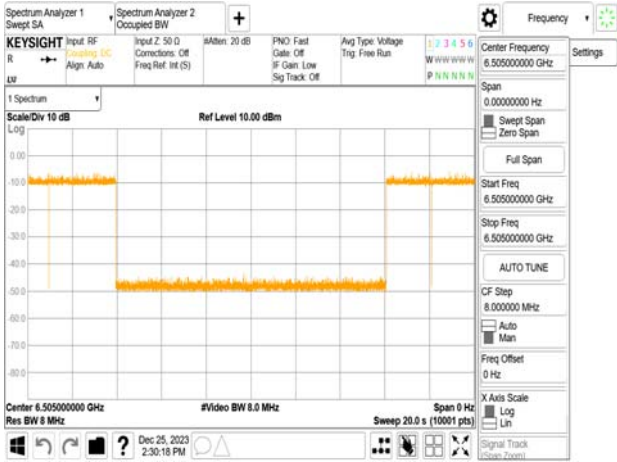 Spectrum Analyzer 1
Swept SA
Spectrum Analyzer 2
Occupied BW
+
Frequency
KEYSIGHT
R
Input: RF
Coupling: DC
Align: Auto
Input Z: 50 Ω
Corrections: Off
Freq Ref: Int (S)
#Atten: 20 dB
PNO: Fast
Gate: Off
IF Gain: Low
Sig Track: Off
Avg Type: Voltage
Trig: Free Run
1 2 3 4 5 6
W W W W W W
P N N N N N
Center Frequency
6.505000000 GHz
Settings
Span
0.00000000 Hz
Swept Span
Zero Span
Full Span
Start Freq
6.505000000 GHz
Stop Freq
6.505000000 GHz
AUTO TUNE
CF Step
8.000000 MHz
Auto
Man
Freq Offset
0 Hz
X Axis Scale
Log
Lin
Signal Track
(Span Zoom)
1 Spectrum
Scale/Div 10 dB
Ref Level 10.00 dBm
Log
0.00
-10.0
-20.0
-30.0
-40.0
-50.0
-60.0
-70.0
-80.0
Center 6.505000000 GHz
#Video BW 8.0 MHz
Span 0 Hz
Res BW 8 MHz
Sweep 20.0 s (10001 pts)
?
Dec 25, 2023
2:30:18 PM